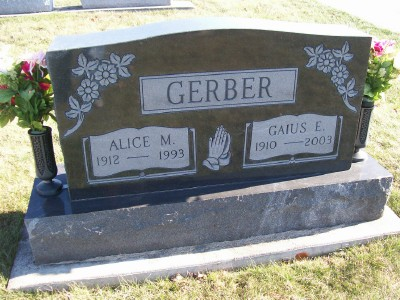 GERBER
ALICE M.
1912 — 1993
GAIUS E.
1910 — 2003